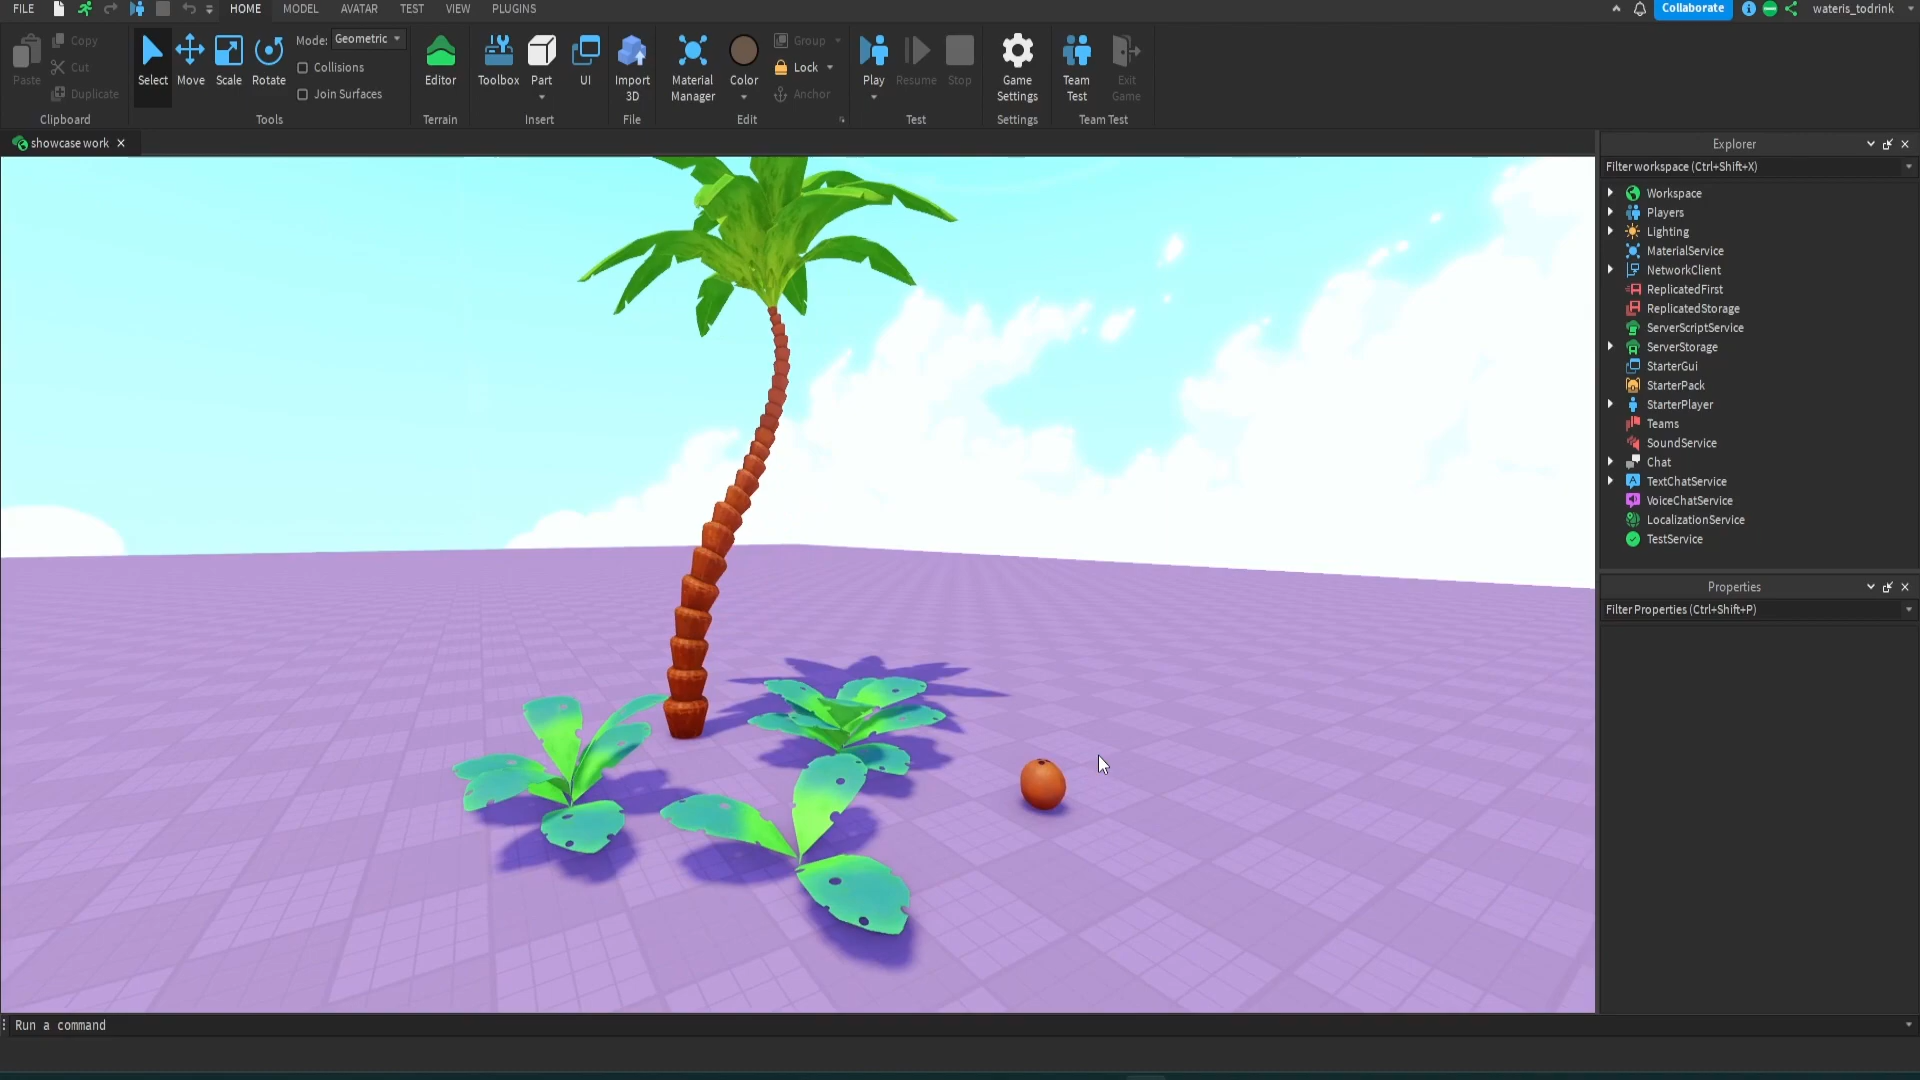 FILE HOME MODEL AVATAR TEST VIEW PLUGINS Collaborate wateris_todrink
Paste
Copy
Cut
Duplicate
Clipboard
Select
Move
Scale
Rotate
Mode: Geometric
Collisions
Join Surfaces
Tools
Editor
Terrain
Toolbox
Part
UI
Insert
Import
3D
File
Material
Manager
Color
Group
Lock
Anchor
Edit
Play
Resume
Stop
Test
Game
Settings
Settings
Team
Test
Exit
Game
Team Test
showcase work
Explorer
Filter workspace (Ctrl+Shift+X)
Workspace
Players
Lighting
MaterialService
NetworkClient
ReplicatedFirst
ReplicatedStorage
ServerScriptService
ServerStorage
StarterGui
StarterPack
StarterPlayer
Teams
SoundService
Chat
TextChatService
VoiceChatService
LocalizationService
TestService
Properties
Filter Properties (Ctrl+Shift+P)
Run a command